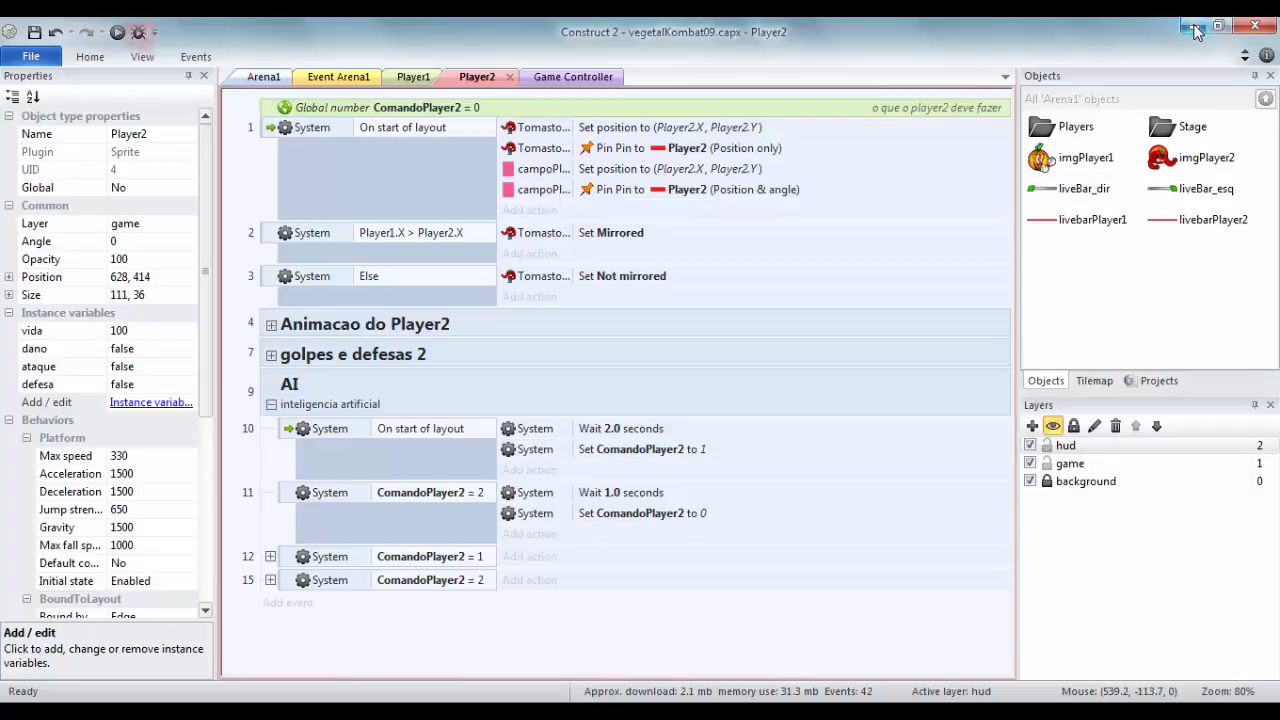 Construct 2 - vegetalKombat09.capx - Player2
File Home View Events
Properties
Object type properties
Name Player2
Plugin Sprite
UID 4
Global No
Common
Layer game
Angle 0
Opacity 100
Position 628, 414
Size 111, 36
Instance variables
vida 100
dano false
ataque false
defesa false
Add / edit Instance variab...
Behaviors
Platform
Max speed 330
Acceleration 1500
Deceleration 1500
Jump stren... 650
Gravity 1500
Max fall sp... 1000
Default co... No
Initial state Enabled
BoundToLayout
Bound by Edge
Add / edit
Click to add, change or remove instance
variables.
Arena1 Event Arena1 Player1 Player2 Game Controller
Global number ComandoPlayer2 = 0 o que o player2 deve fazer
1 System On start of layout Tomasto... Set position to (Player2.X, Player2.Y)
Tomasto... Pin Pin to Player2 (Position only)
campoPl... Set position to (Player2.X, Player2.Y)
campoPl... Pin Pin to Player2 (Position & angle)
Add action
2 System Player1.X > Player2.X Tomasto... Set Mirrored
Add action
3 System Else Tomasto... Set Not mirrored
Add action
4 Animacao do Player2
7 golpes e defesas 2
9 AI
inteligencia artificial
10 System On start of layout System Wait 2.0 seconds
System Set ComandoPlayer2 to 1
Add action
11 System ComandoPlayer2 = 2 System Wait 1.0 seconds
System Set ComandoPlayer2 to 0
Add action
12 System ComandoPlayer2 = 1 Add action
15 System ComandoPlayer2 = 2 Add action
Add event
Objects
All 'Arena1' objects
Players Stage
imgPlayer1 imgPlayer2
liveBar_dir liveBar_esq
livebarPlayer1 livebarPlayer2
Objects Tilemap Projects
Layers
hud 2
game 1
background 0
Ready Approx. download: 2.1 mb memory use: 31.3 mb Events: 42 Active layer: hud Mouse: (539.2, -113.7, 0) Zoom: 80%